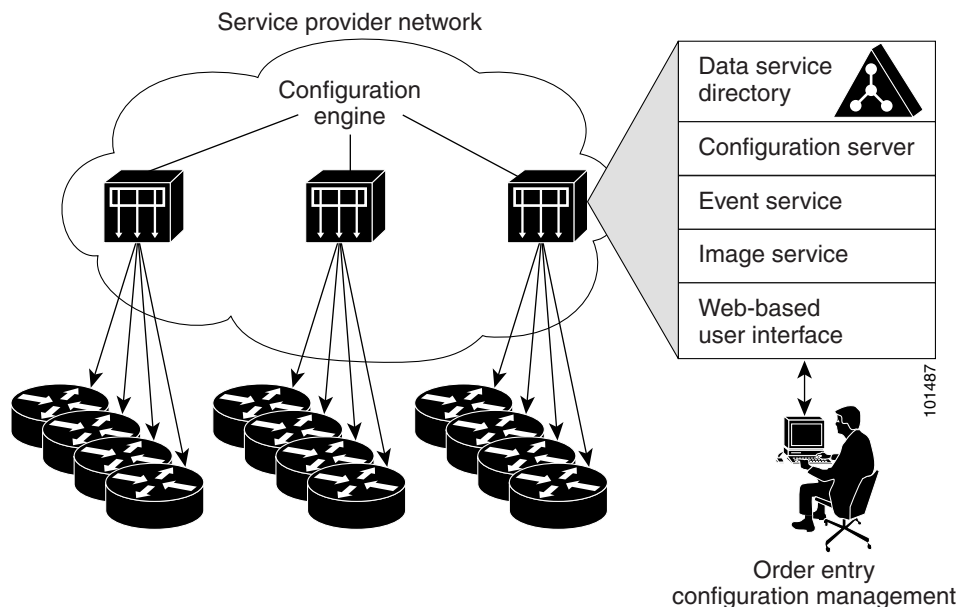 Service provider network
Configuration
engine
Data service
directory
Configuration server
Event service
Image service
Web-based
user interface
101487
Order entry
configuration management